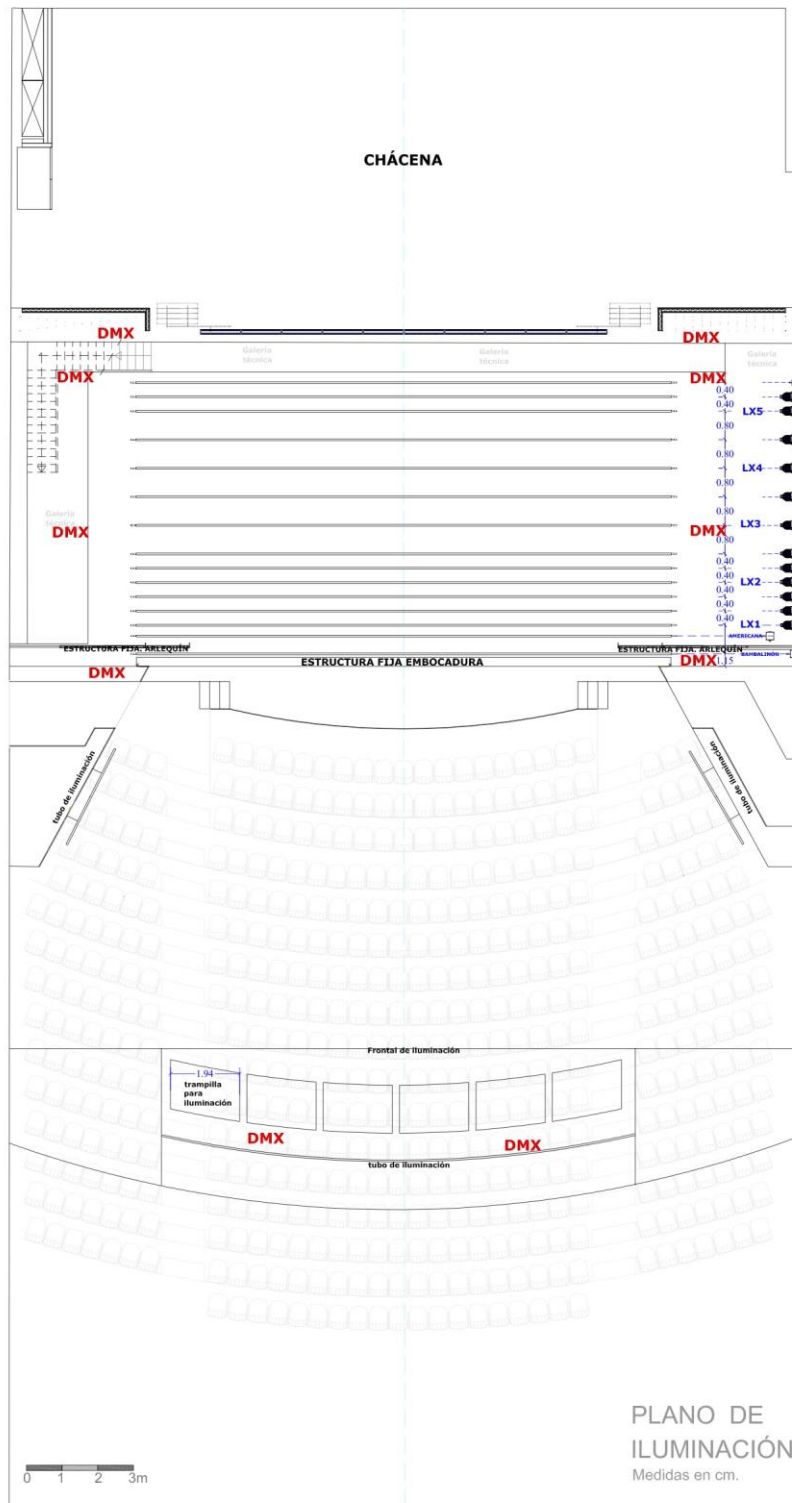 CHÁCENA
DMX
DMX
Galería
técnica
Galería
técnica
Galería
técnica
DMX
DMX
0.40
0.40
LX5
0.80
0.80
LX4
0.80
0.80
Galería
técnica
DMX
DMX
LX3
0.80
0.40
LX2
0.40
0.40
0.40
LX1
AMERICANA
ESTRUCTURA FIJA. ARLEQUÍN
ESTRUCTURA FIJA. ARLEQUÍN
BAMBALINÓN
ESTRUCTURA FIJA EMBOCADURA
DMX
1.15
DMX
tubo de iluminación
tubo de iluminación
Frontal de iluminación
1.94
trampilla
para
iluminación
DMX
DMX
tubo de iluminación
PLANO DE
ILUMINACIÓN
Medidas en cm.
0 1 2 3m